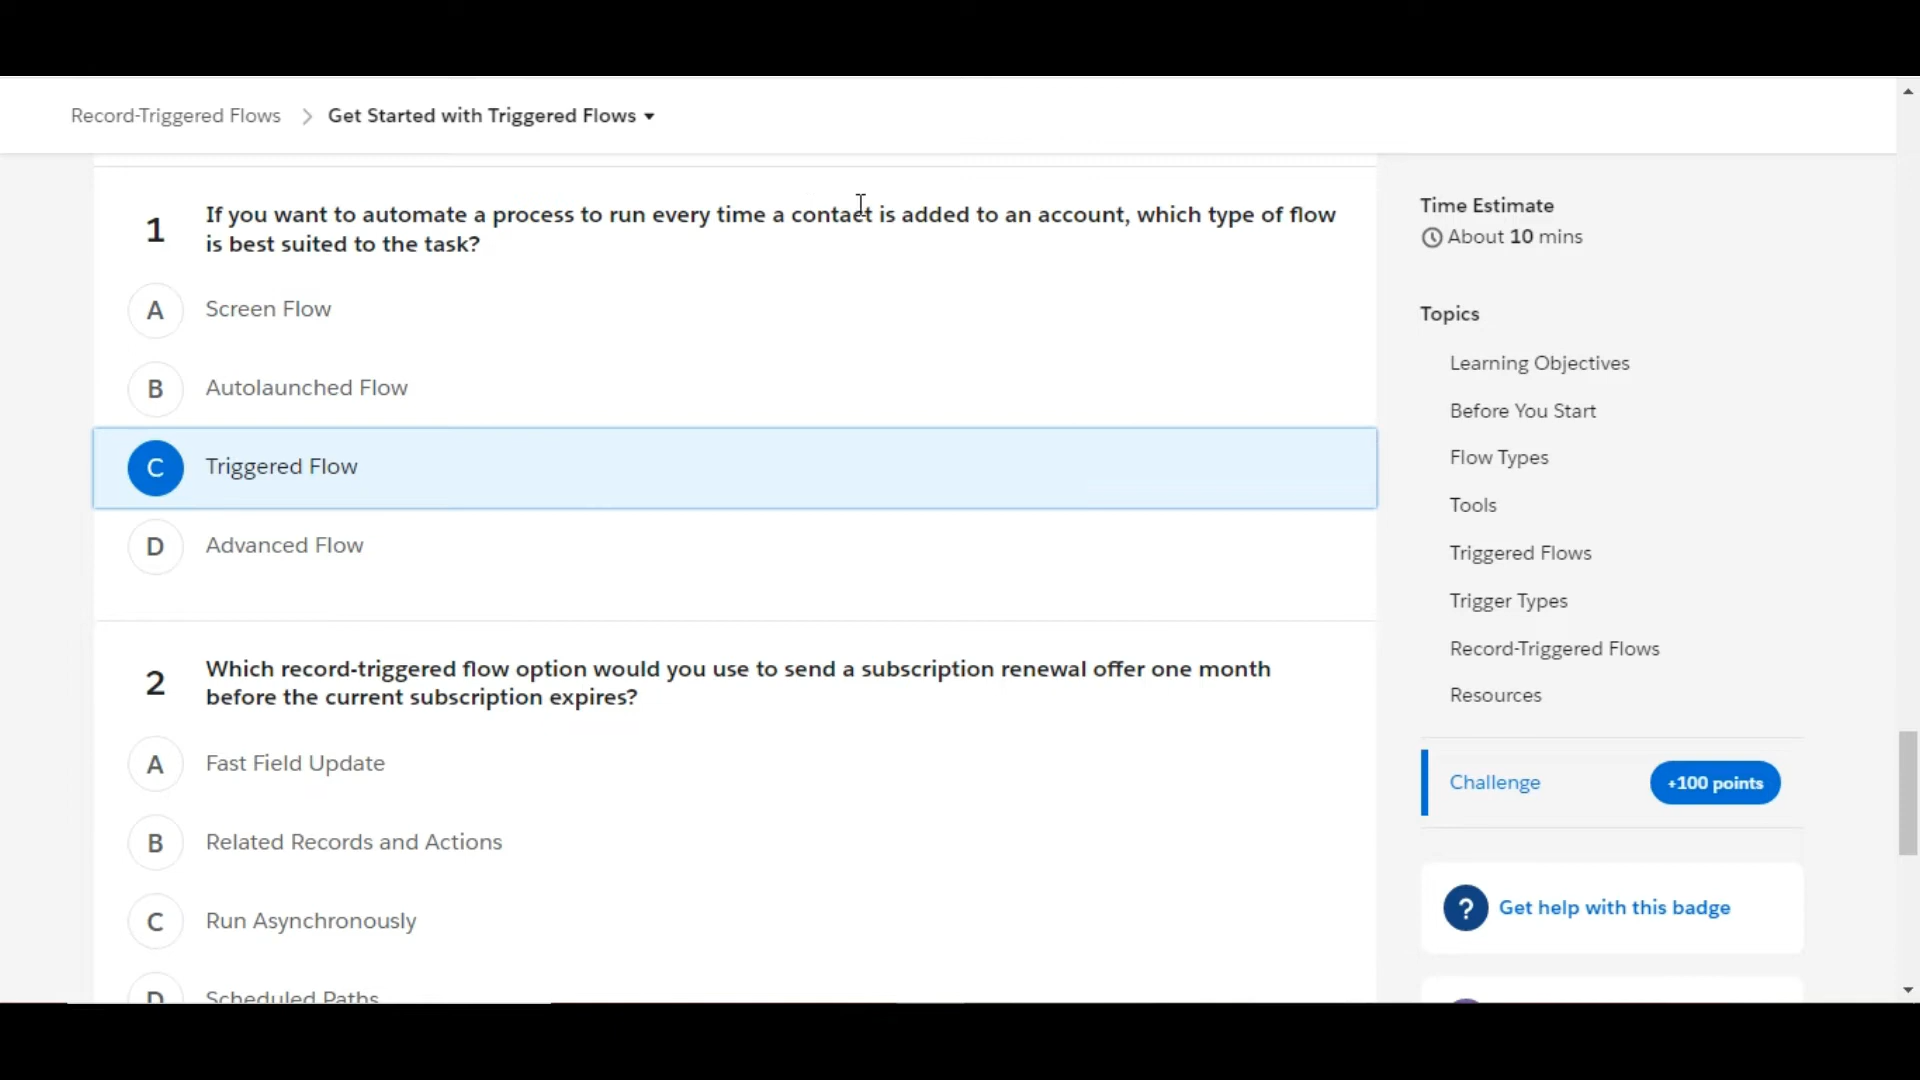 Record-Triggered Flows > Get Started with Triggered Flows
1
If you want to automate a process to run every time a contact is added to an account, which type of flow
is best suited to the task?
A Screen Flow
B Autolaunched Flow
C Triggered Flow
D Advanced Flow
2
Which record-triggered flow option would you use to send a subscription renewal offer one month
before the current subscription expires?
A Fast Field Update
B Related Records and Actions
C Run Asynchronously
D Scheduled Paths
Time Estimate
About 10 mins
Topics
Learning Objectives
Before You Start
Flow Types
Tools
Triggered Flows
Trigger Types
Record-Triggered Flows
Resources
Challenge +100 points
? Get help with this badge